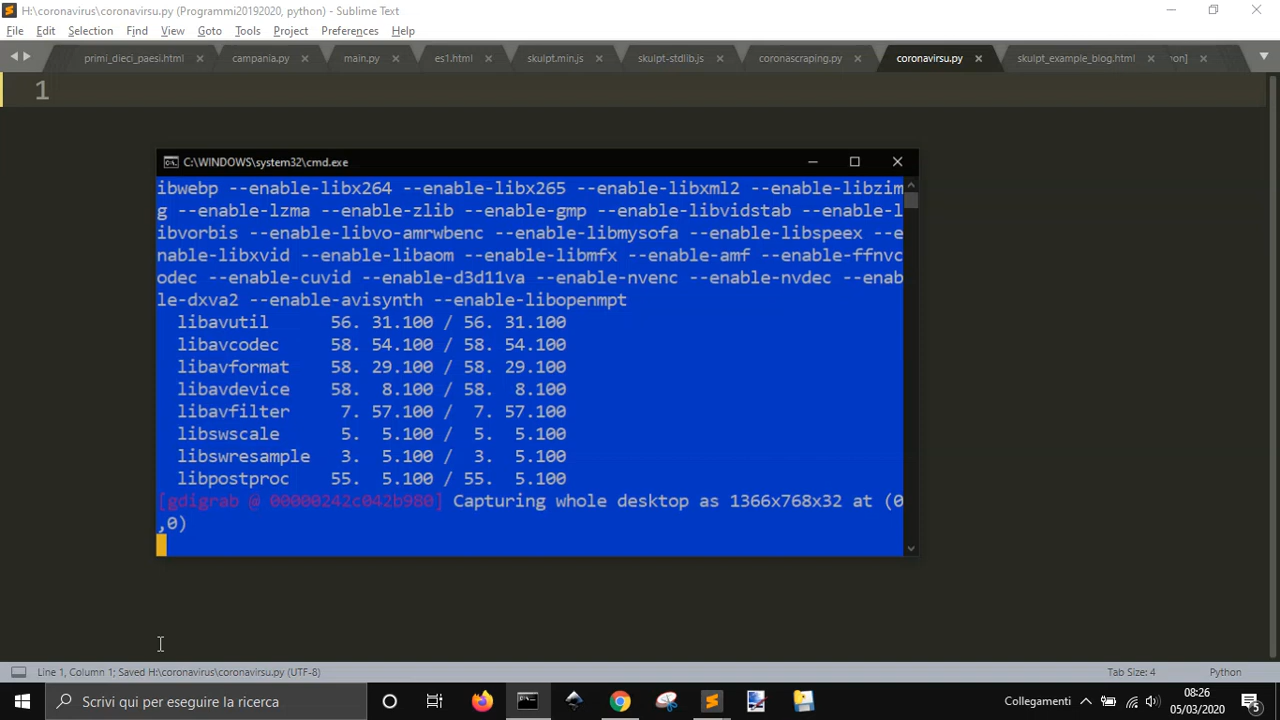 H:\coronavirus\coronavirsu.py (Programmi20192020, python) - Sublime Text
File Edit Selection Find View Goto Tools Project Preferences Help
primi_dieci_paesi.html campania.py main.py es1.html skulpt.min.js skulpt-stdlib.js coronascraping.py coronavirsu.py skulpt_example_blog.html on]
1
C:\WINDOWS\system32\cmd.exe
ibwebp --enable-libx264 --enable-libx265 --enable-libxml2 --enable-libzim
g --enable-lzma --enable-zlib --enable-gmp --enable-libvidstab --enable-l
ibvorbis --enable-libvo-amrwbenc --enable-libmysofa --enable-libspeex --e
nable-libxvid --enable-libaom --enable-libmfx --enable-amf --enable-ffnvc
odec --enable-cuvid --enable-d3d11va --enable-nvenc --enable-nvdec --enab
le-dxva2 --enable-avisynth --enable-libopenmpt
libavutil 56. 31.100 / 56. 31.100
libavcodec 58. 54.100 / 58. 54.100
libavformat 58. 29.100 / 58. 29.100
libavdevice 58. 8.100 / 58. 8.100
libavfilter 7. 57.100 / 7. 57.100
libswscale 5. 5.100 / 5. 5.100
libswresample 3. 5.100 / 3. 5.100
libpostproc 55. 5.100 / 55. 5.100
[gdigrab @ 00000242c042b980] Capturing whole desktop as 1366x768x32 at (0
,0)
Line 1, Column 1; Saved H:\coronavirus\coronavirsu.py (UTF-8) Tab Size: 4 Python
Scrivi qui per eseguire la ricerca Collegamenti 08:26
05/03/2020 5